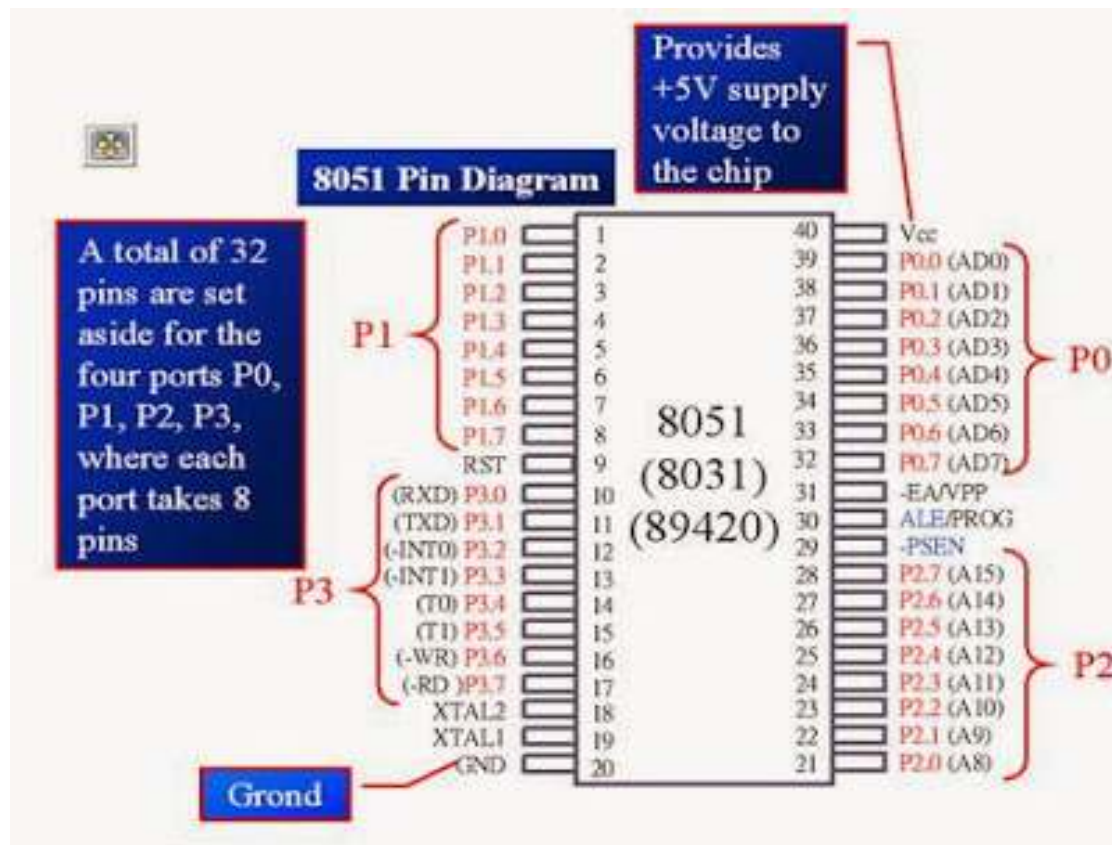 Provides
+5V supply
voltage to
the chip
8051 Pin Diagram
A total of 32
pins are set
aside for the
four ports P0,
P1, P2, P3,
where each
port takes 8
pins
P1
P3
P0
P2
8051
(8031)
(89420)
P1.0 1
P1.1 2
P1.2 3
P1.3 4
P1.4 5
P1.5 6
P1.6 7
P1.7 8
RST 9
(RXD) P3.0 10
(TXD) P3.1 11
(-INT0) P3.2 12
(-INT1) P3.3 13
(T0) P3.4 14
(T1) P3.5 15
(-WR) P3.6 16
(-RD )P3.7 17
XTAL2 18
XTAL1 19
GND 20
40 Vcc
39 P0.0 (AD0)
38 P0.1 (AD1)
37 P0.2 (AD2)
36 P0.3 (AD3)
35 P0.4 (AD4)
34 P0.5 (AD5)
33 P0.6 (AD6)
32 P0.7 (AD7)
31 -EA/VPP
30 ALE/PROG
29 -PSEN
28 P2.7 (A15)
27 P2.6 (A14)
26 P2.5 (A13)
25 P2.4 (A12)
24 P2.3 (A11)
23 P2.2 (A10)
22 P2.1 (A9)
21 P2.0 (A8)
Grond